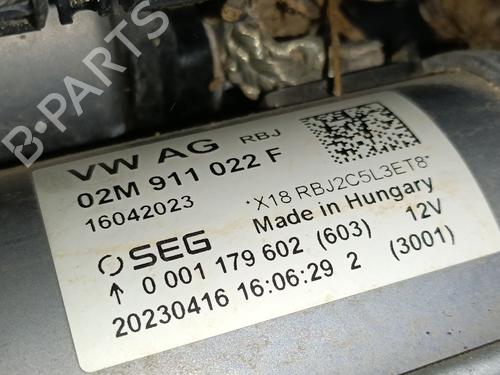 B-PARTS
VW AG RBJ
02M 911 022 F
16042023
*X18 RBJ2C5L3ET8*
Made in Hungary
SEG
↑ 0 001 179 602 (603) 12V
20230416 16:06:29 2 (3001)